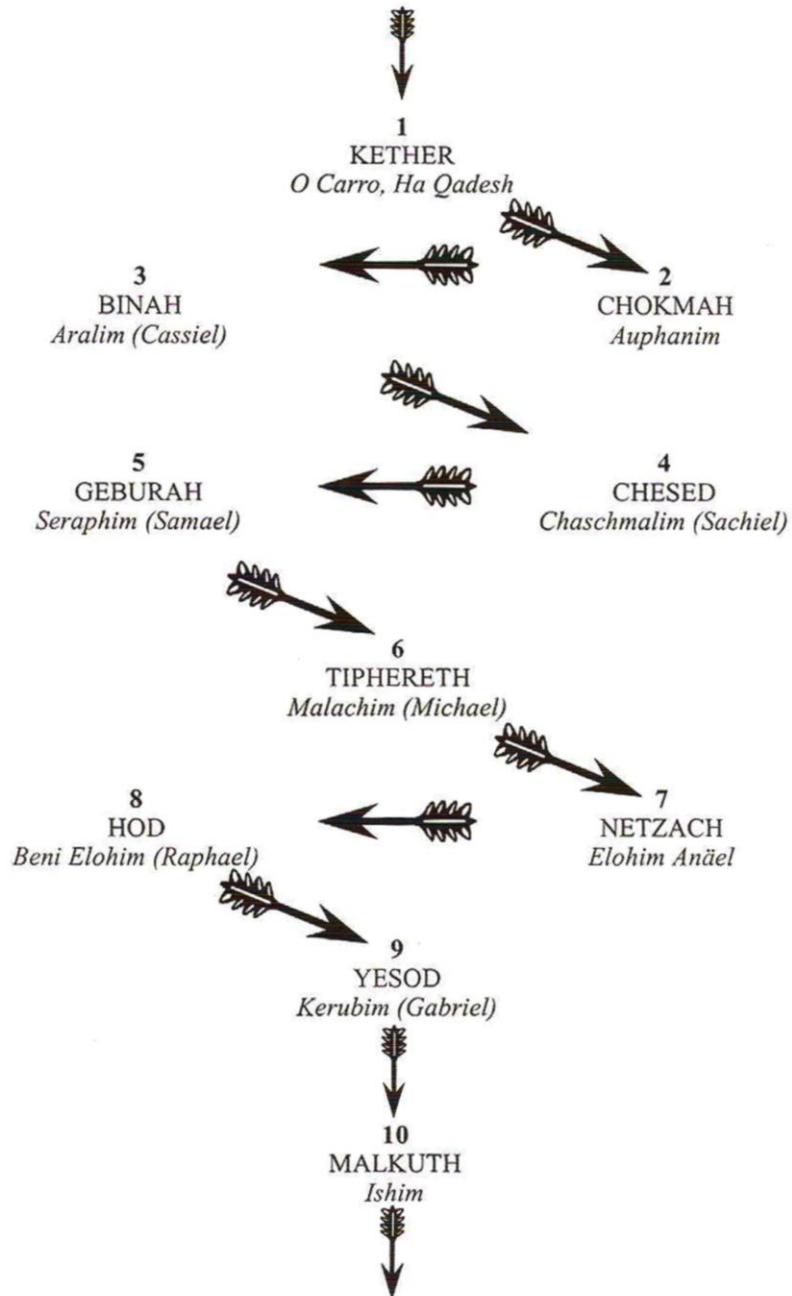 1
KETHER
O Carro, Ha Qadesh
3
BINAH
Aralim (Cassiel)
2
CHOKMAH
Auphanim
5
GEBURAH
Seraphim (Samael)
4
CHESED
Chaschmalim (Sachiel)
6
TIPHERETH
Malachim (Michael)
8
HOD
Beni Elohim (Raphael)
7
NETZACH
Elohim Anäel
9
YESOD
Kerubim (Gabriel)
10
MALKUTH
Ishim